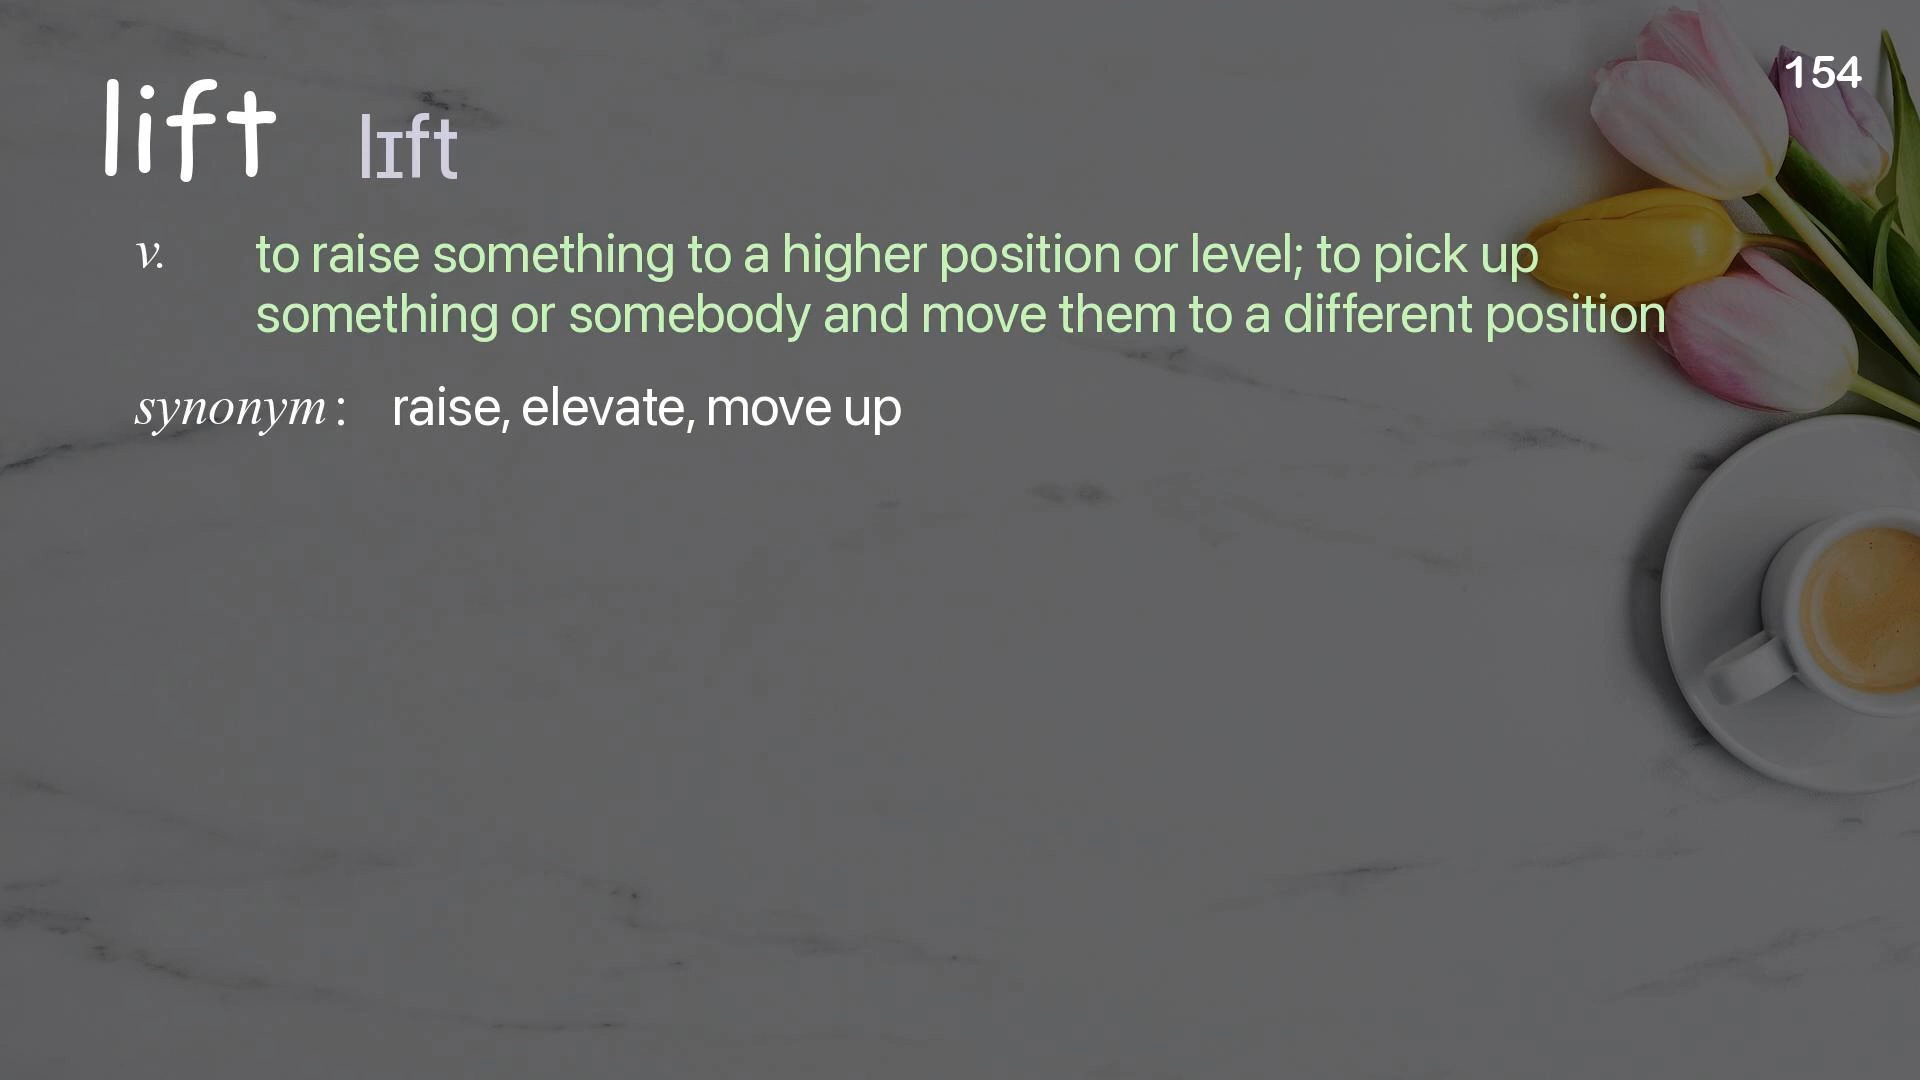 154
lift lɪft
v. to raise something to a higher position or level; to pick up
something or somebody and move them to a different position
synonym: raise, elevate, move up